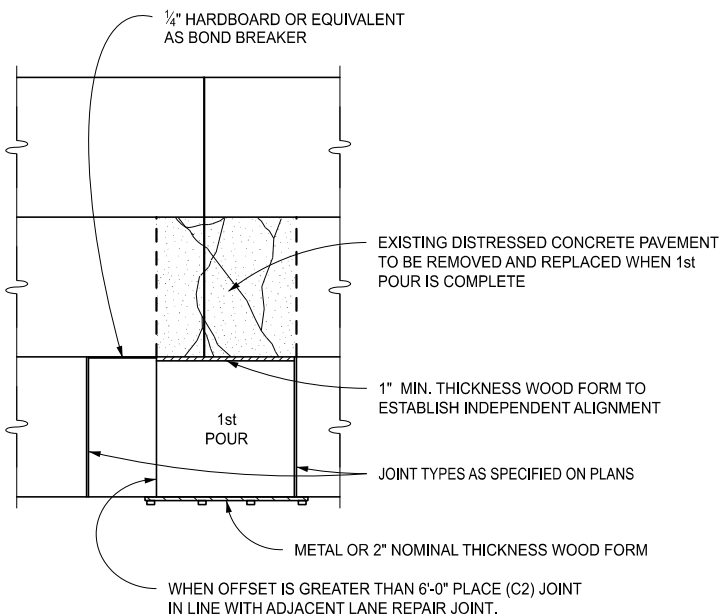 ¼" HARDBOARD OR EQUIVALENT
AS BOND BREAKER
EXISTING DISTRESSED CONCRETE PAVEMENT
TO BE REMOVED AND REPLACED WHEN 1st
POUR IS COMPLETE
1" MIN. THICKNESS WOOD FORM TO
ESTABLISH INDEPENDENT ALIGNMENT
1st
POUR
JOINT TYPES AS SPECIFIED ON PLANS
METAL OR 2" NOMINAL THICKNESS WOOD FORM
WHEN OFFSET IS GREATER THAN 6'-0" PLACE (C2) JOINT
IN LINE WITH ADJACENT LANE REPAIR JOINT.